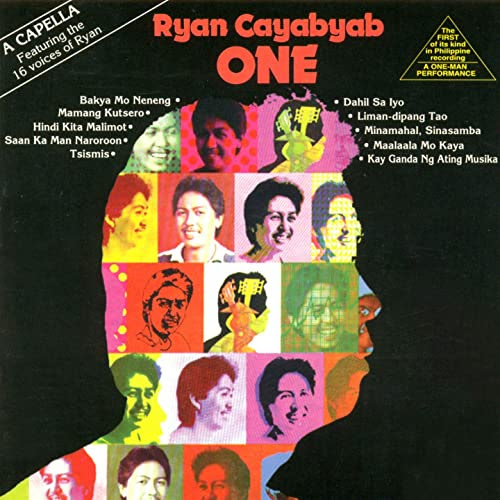 A CAPELLA
Featuring the
16 voices of Ryan
Ryan Cayabyab
ONE
The
FIRST
of its kind
in Philippine
recording
A ONE-MAN
PERFORMANCE
Bakya Mo Neneng •
Mamang Kutsero •
Hindi Kita Malimot •
Saan Ka Man Naroroon •
Tsismis •
• Dahil Sa Iyo
• Liman-dipang Tao
• Minamahal, Sinasamba
• Maalaala Mo Kaya
• Kay Ganda Ng Ating Musika